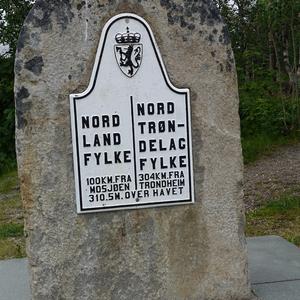 NORD
LAND
FYLKE
100KM.FRA
MOSJØEN
NORD
TRØN-
DELAG
FYLKE
304KM.FRA
TRONDHEIM
310.5M.OVER HAVET